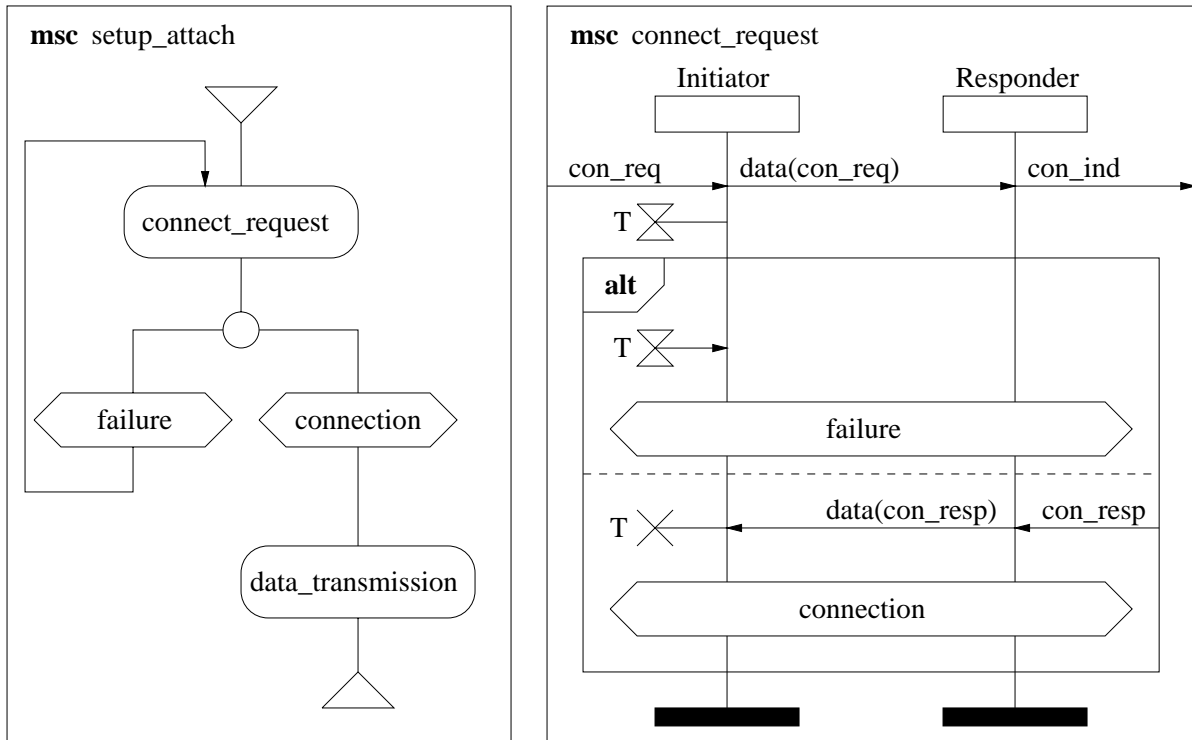 msc setup_attach
connect_request
failure
connection
data_transmission
msc connect_request
Initiator
Responder
con_req
data(con_req)
con_ind
T
alt
T
failure
T
data(con_resp)
con_resp
connection